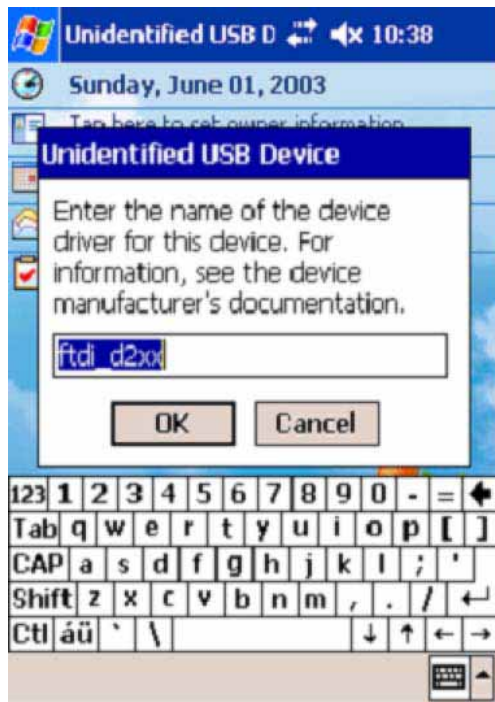 Unidentified USB D 10:38
Sunday, June 01, 2003
Tap here to set owner information
Unidentified USB Device
Enter the name of the device
driver for this device. For
information, see the device
manufacturer's documentation.
ftdi_d2xx
OK Cancel
123 1 2 3 4 5 6 7 8 9 0 - =
Tab q w e r t y u i o p [ ]
CAP a s d f g h j k l ; '
Shift z x c v b n m , . /
Ctl áü ` \